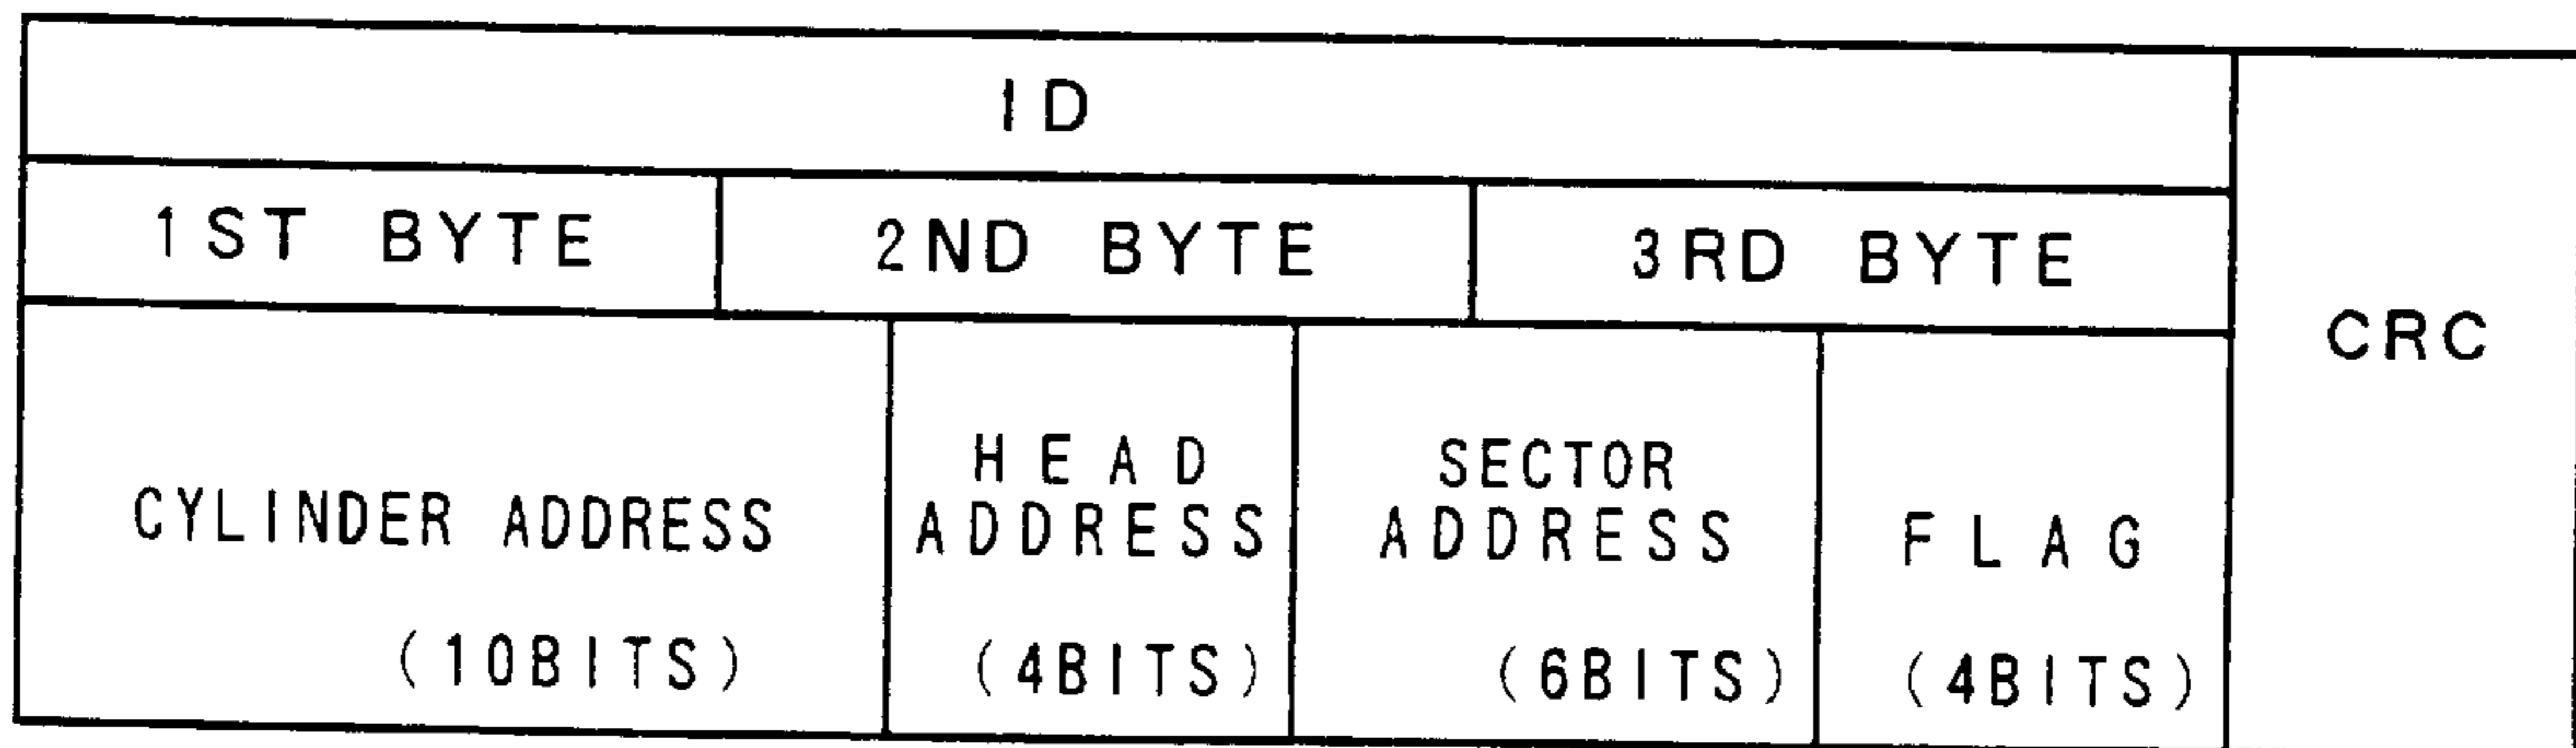 ID
1ST BYTE 2ND BYTE 3RD BYTE
CRC
CYLINDER ADDRESS
(10BITS)
HEAD
ADDRESS
(4BITS)
SECTOR
ADDRESS
(6BITS)
FLAG
(4BITS)